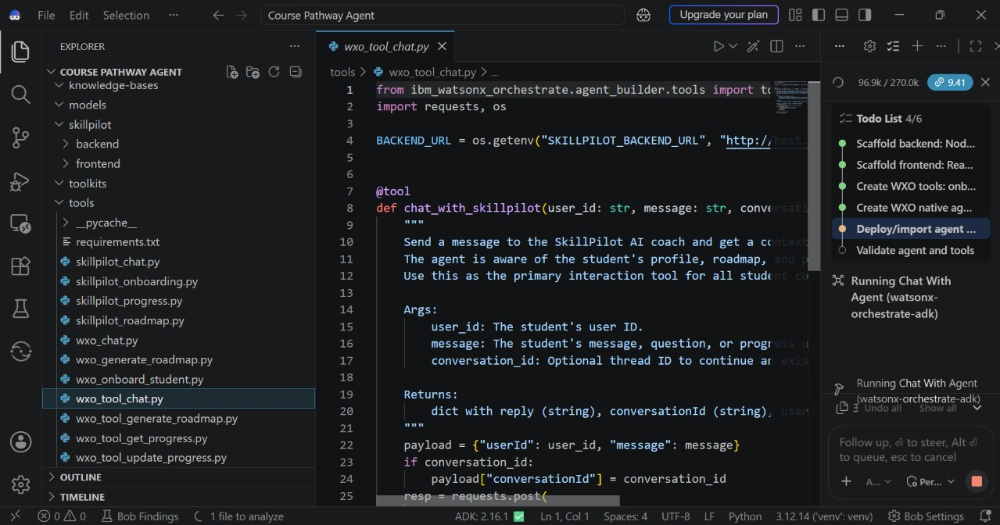 File Edit Selection ··· Course Pathway Agent Upgrade your plan
EXPLORER
COURSE PATHWAY AGENT
knowledge-bases
models
skillpilot
backend
frontend
toolkits
tools
__pycache__
requirements.txt
skillpilot_chat.py
skillpilot_onboarding.py
skillpilot_progress.py
skillpilot_roadmap.py
wxo_chat.py
wxo_generate_roadmap.py
wxo_onboard_student.py
wxo_tool_chat.py
wxo_tool_generate_roadmap.py
wxo_tool_get_progress.py
wxo_tool_update_progress.py
OUTLINE
TIMELINE
wxo_tool_chat.py
tools > wxo_tool_chat.py > ...
1 from ibm_watsonx_orchestrate.agent_builder.tools import to
2 import requests, os
3
4 BACKEND_URL = os.getenv("SKILLPILOT_BACKEND_URL", "http://host.
5
6
7 @tool
8 def chat_with_skillpilot(user_id: str, message: str, conversati
9 """
10 Send a message to the SkillPilot AI coach and get a context
11 The agent is aware of the student's profile, roadmap, and p
12 Use this as the primary interaction tool for all student co
13
14 Args:
15 user_id: The student's user ID.
16 message: The student's message, question, or progress u
17 conversation_id: Optional thread ID to continue an exis
18
19 Returns:
20 dict with reply (string), conversationId (string), user
21 """
22 payload = {"userId": user_id, "message": message}
23 if conversation_id:
24 payload["conversationId"] = conversation_id
25 resp = requests.post(
96.9k / 270.0k 9.41
Todo List 4/6
Scaffold backend: Nod...
Scaffold frontend: Rea...
Create WXO tools: onb...
Create WXO native ag...
Deploy/import agent ...
Validate agent and tools
Running Chat With
Agent (watsonx-
orchestrate-adk)
Running Chat With Agent
(watsonx-orchestrate-adk)
3 Undo all Show all
Follow up, ⏎ to steer, Alt ⏎
to queue, esc to cancel
A... Per...
0 0 Bob Findings 1 file to analyze ADK: 2.16.1 ✅ Ln 1, Col 1 Spaces: 4 UTF-8 LF Python 3.12.14 ('venv': venv) Bob Settings